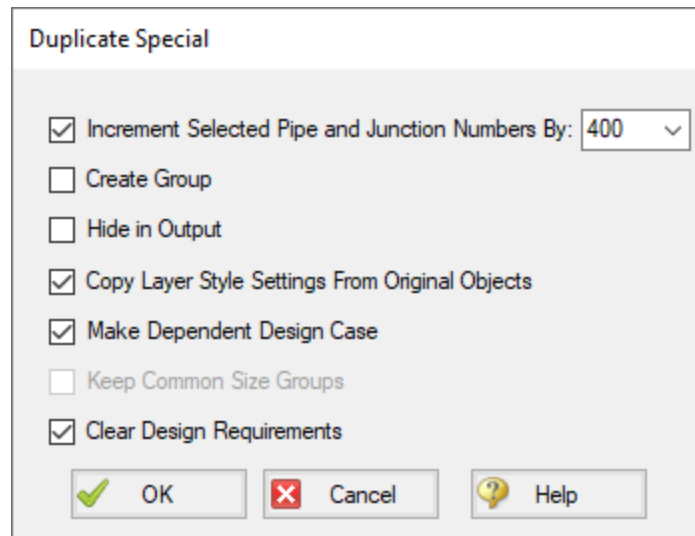 Duplicate Special
Increment Selected Pipe and Junction Numbers By: 400
Create Group
Hide in Output
Copy Layer Style Settings From Original Objects
Make Dependent Design Case
Keep Common Size Groups
Clear Design Requirements
OK Cancel Help